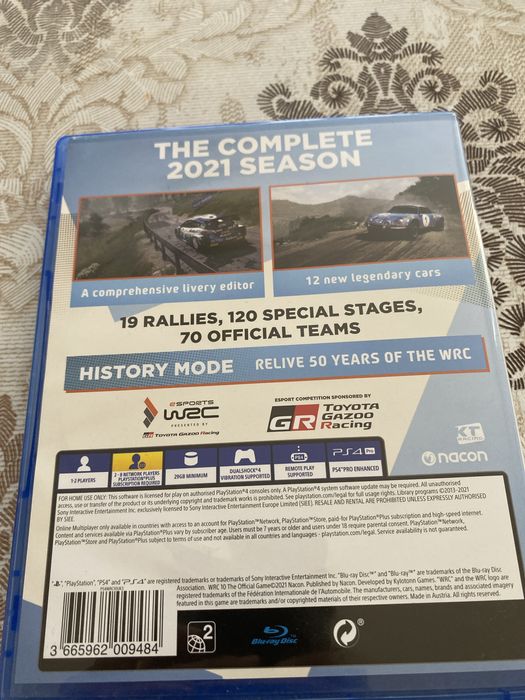 THE COMPLETE
2021 SEASON
A comprehensive livery editor
12 new legendary cars
19 RALLIES, 120 SPECIAL STAGES,
70 OFFICIAL TEAMS
HISTORY MODE RELIVE 50 YEARS OF THE WRC
eSPORTS
WRC
PRESENTED BY
GR TOYOTA GAZOO Racing
ESPORT COMPETITION SPONSORED BY
GR TOYOTA
GAZOO
Racing
KT
RACING
nacon
1-2 PLAYERS
2 - 8 NETWORK PLAYERS
PLAYSTATION®PLUS
SUBSCRIPTION REQUIRED
20GB MINIMUM
DUALSHOCK®4
VIBRATION SUPPORTED
REMOTE PLAY
SUPPORTED
PS4 Pro
PS4™PRO ENHANCED
FOR HOME USE ONLY: This software is licensed for play on authorized PlayStation®4 consoles only. A PlayStation®4 system software update may be required. All unauthorised
access, use or transfer of the product or its underlying copyright and trademark works is prohibited. See playstation.com/legal for full usage rights. Library programs ©2013-2021
Sony Interactive Entertainment Inc. exclusively licensed to Sony Interactive Entertainment Europe Limited (SIEE). RESALE AND RENTAL ARE PROHIBITED UNLESS EXPRESSLY AUTHORISED
BY SIEE.
Online Multiplayer only available in countries with access to an account for PlayStation™Network, PlayStation™Store, paid-for PlayStation®Plus subscription and high-speed internet.
Content and services available via PlayStation®Plus vary by subscriber age. Users must be 7 years or older and users under 18 require parental consent. PlayStation™Network,
PlayStation™Store and PlayStation®Plus subject to terms of use and not available in all countries and languages - playstation.com/legal. Service availability is not guaranteed.
"PlayStation", "PS4" and "PS4" are registered trademarks or trademarks of Sony Interactive Entertainment Inc. "Blu-ray Disc™" and "Blu-ray™" are trademarks of the Blu-ray Disc
Association. WRC 10 The Official Game©2021 Nacon. Published by Nacon. Developed by Kylotonn Games. "WRC" and the WRC logo are
registered trademarks of the Fédération Internationale de l'Automobile. The manufacturers, cars, names, brands and associated imagery
featured in this game are trademarks and/or copyrighted materials of their respective owners. Made in Austria. All rights reserved.
3 665962 009484
2
Blu-ray Disc